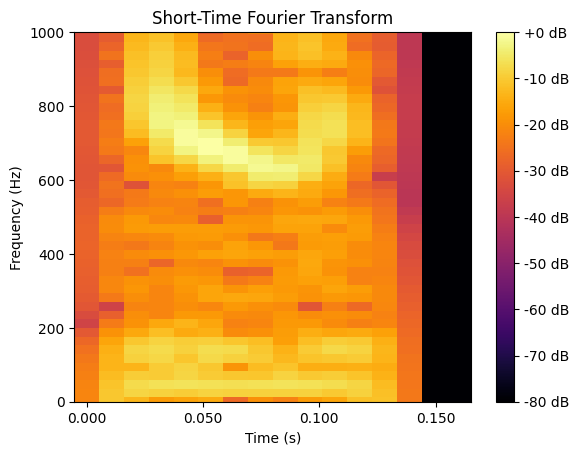 Short-Time Fourier Transform
1000
800
600
400
200
0
Frequency (Hz)
0.000
0.050
0.100
0.150
Time (s)
+0 dB
-10 dB
-20 dB
-30 dB
-40 dB
-50 dB
-60 dB
-70 dB
-80 dB